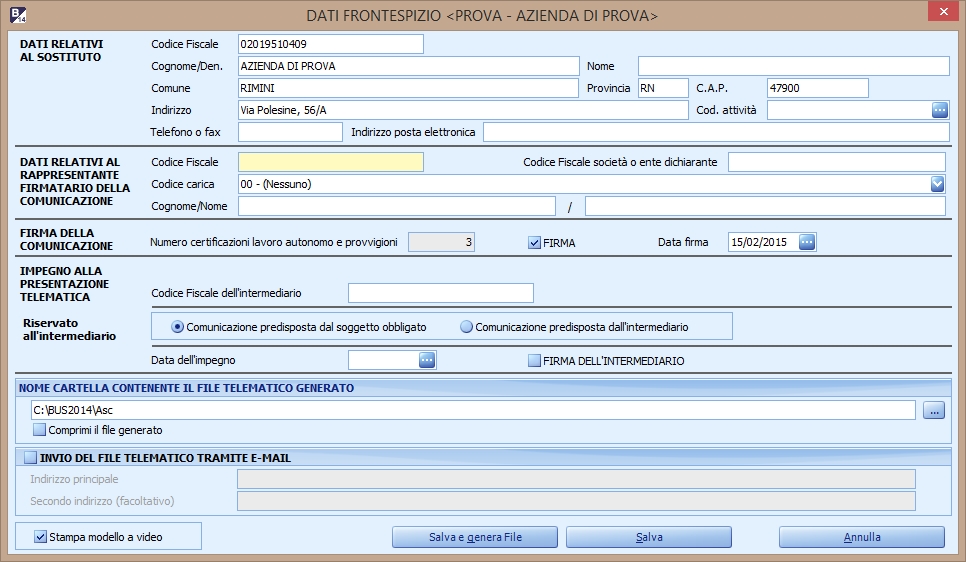 B 14
DATI FRONTESPIZIO <PROVA - AZIENDA DI PROVA>
DATI RELATIVI
AL SOSTITUTO
Codice Fiscale 02019510409
Cognome/Den. AZIENDA DI PROVA Nome
Comune RIMINI Provincia RN C.A.P. 47900
Indirizzo Via Polesine, 56/A Cod. attività ...
Telefono o fax Indirizzo posta elettronica
DATI RELATIVI AL
RAPPRESENTANTE
FIRMATARIO DELLA
COMUNICAZIONE
Codice Fiscale Codice Fiscale società o ente dichiarante
Codice carica 00 - (Nessuno)
Cognome/Nome /
FIRMA DELLA
COMUNICAZIONE
Numero certificazioni lavoro autonomo e provvigioni 3 FIRMA Data firma 15/02/2015 ...
IMPEGNO ALLA
PRESENTAZIONE
TELEMATICA
Codice Fiscale dell'intermediario
Riservato
all'intermediario
Comunicazione predisposta dal soggetto obbligato Comunicazione predisposta dall'intermediario
Data dell'impegno ... FIRMA DELL'INTERMEDIARIO
NOME CARTELLA CONTENENTE IL FILE TELEMATICO GENERATO
C:\BUS2014\Asc ...
Comprimi il file generato
INVIO DEL FILE TELEMATICO TRAMITE E-MAIL
Indirizzo principale
Secondo indirizzo (facoltativo)
Stampa modello a video Salva e genera File Salva Annulla